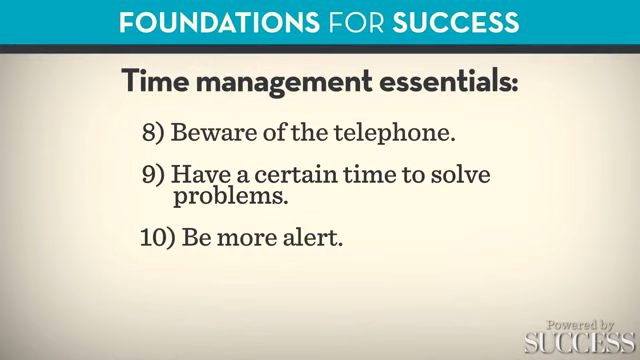 FOUNDATIONS FOR SUCCESS
Time management essentials:
8) Beware of the telephone.
9) Have a certain time to solve
problems.
10) Be more alert.
Powered by
SUCCESS